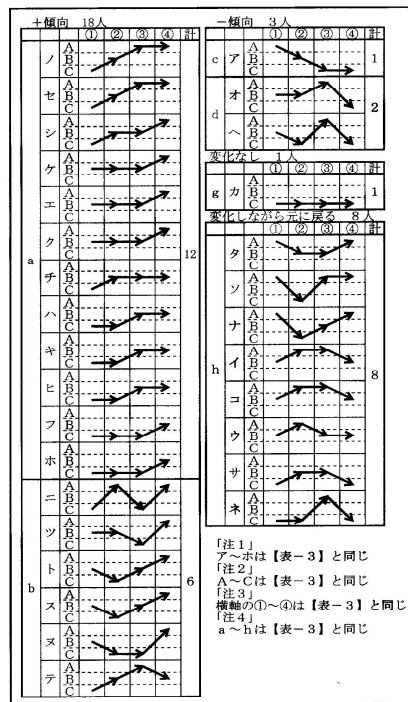 ＋傾向 18人
① ② ③ ④ 計
a 12
ノ A B C
セ A B C
シ A B C
ケ A B C
エ A B C
ク A B C
チ A B C
ハ A B C
キ A B C
ヒ A B C
フ A B C
ホ A B C
b 6
ニ A B C
ツ A B C
ト A B C
ス A B C
ヌ A B C
テ A B C
－傾向 3人
① ② ③ ④ 計
c ア A B C 1
d 2
オ A B C
ヘ A B C
変化なし 1人
① ② ③ ④ 計
g カ A B C 1
変化しながら元に戻る 8人
① ② ③ ④ 計
h 8
タ A B C
ソ A B C
ナ A B C
イ A B C
コ A B C
ウ A B C
サ A B C
ネ A B C
「注1」
ア～ホは【表－3】と同じ
「注2」
A～Cは【表－3】と同じ
「注3」
横軸の①～④は【表－3】と同じ
「注4」
a～hは【表－3】と同じ